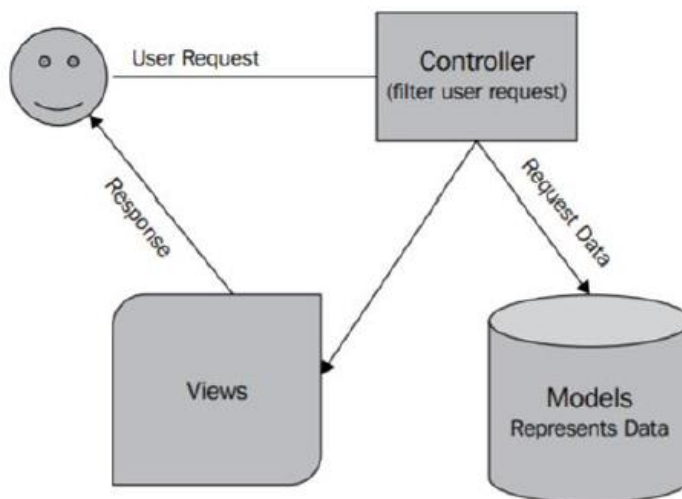 User Request
Controller
(filter user request)
Response
Request Data
Views
Models
Represents Data